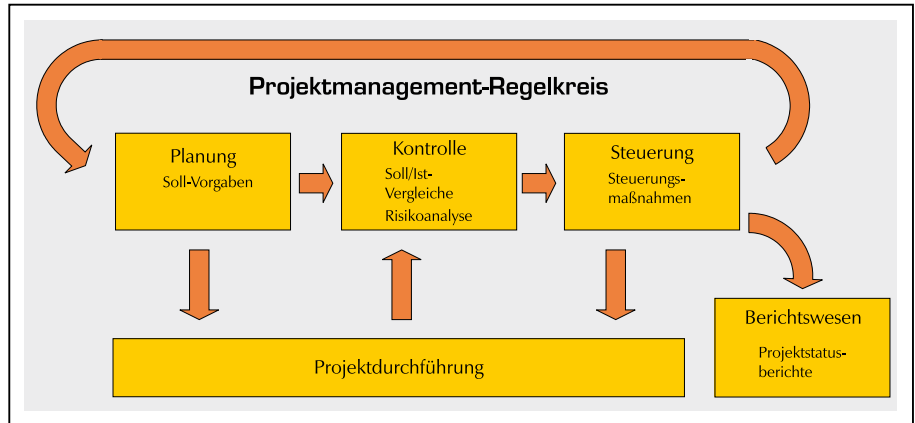 Projektmanagement-Regelkreis
Planung
Soll-Vorgaben
Kontrolle
Soll/Ist-
Vergleiche
Risikoanalyse
Steuerung
Steuerungs-
maßnahmen
Projektdurchführung
Berichtswesen
Projektstatus-
berichte